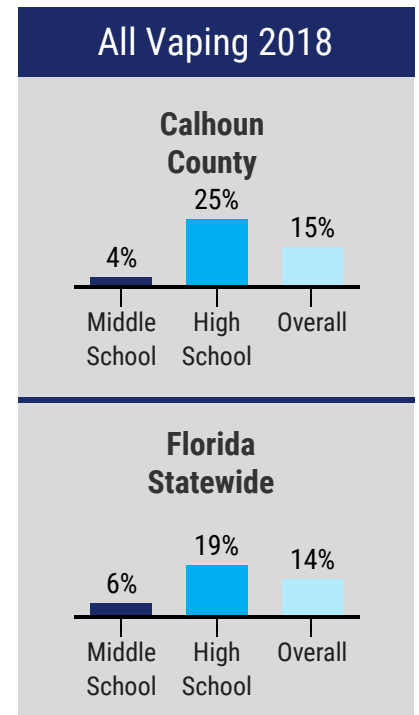 All Vaping 2018
Calhoun
County
25%
15%
4%
Middle High Overall
School School
Florida
Statewide
19%
14%
6%
Middle High Overall
School School